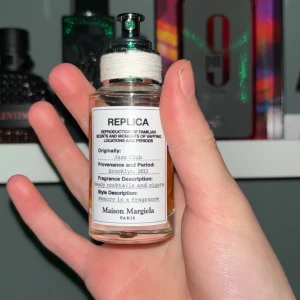 REPLICA
REPRODUCTION OF FAMILIAR
SCENTS AND MOMENTS OF VARYING
LOCATIONS AND PERIODS
Originally:
Jazz Club
Provenance and Period:
Brooklyn, 2013
Fragrance Description:
Heady cocktails and cigars
Style Description:
Memory in a fragrance
Maison Margiela
PARIS
9